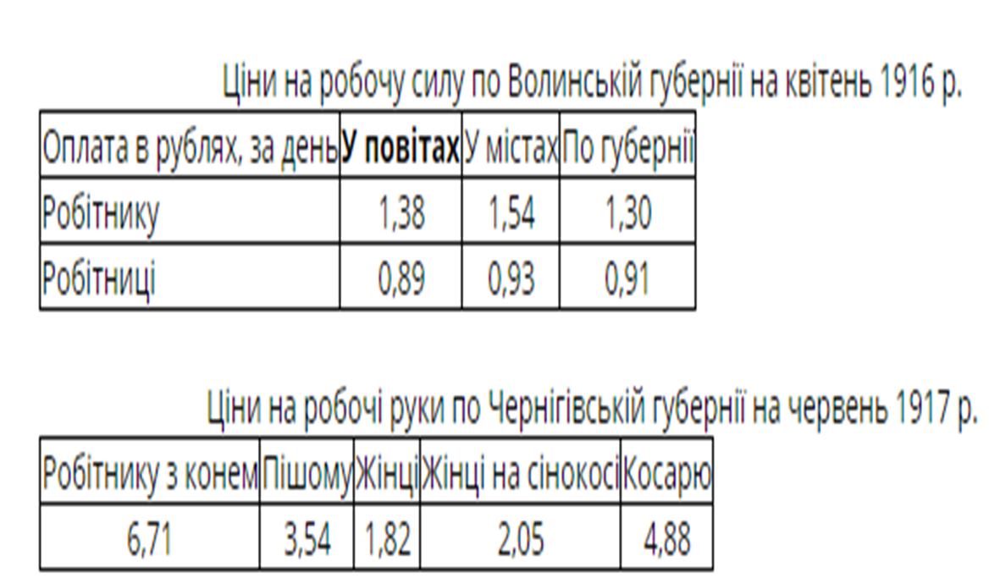 Ціни на робочу силу по Волинській губернії на квітень 1916 р.
Оплата в рублях, за день У повітах У містах По губернії
Робітнику 1,38 1,54 1,30
Робітниці 0,89 0,93 0,91
Ціни на робочі руки по Чернігівській губернії на червень 1917 р.
Робітнику з конем Пішому Жінці Жінці на сінокосі Косарю
6,71 3,54 1,82 2,05 4,88